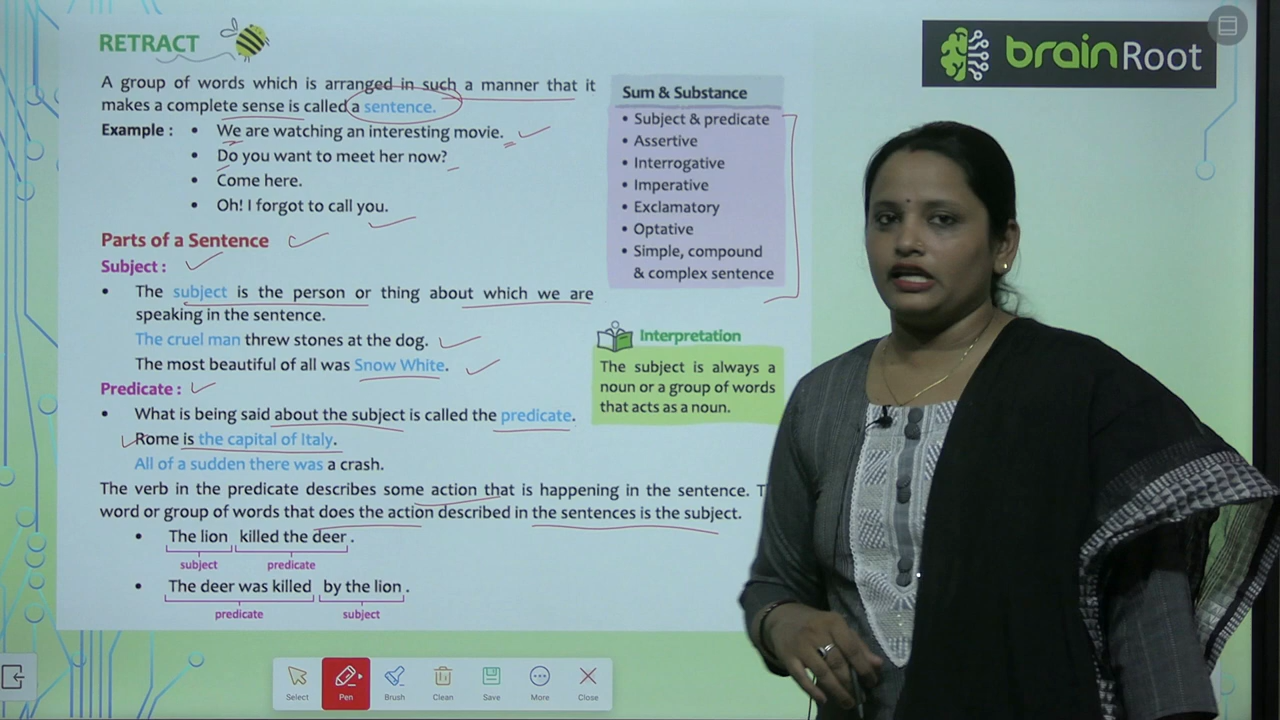 RETRACT
A group of words which is arranged in such a manner that it
makes a complete sense is called a sentence.
Example : • We are watching an interesting movie.
• Do you want to meet her now?
• Come here.
• Oh! I forgot to call you.
Parts of a Sentence
Subject :
• The subject is the person or thing about which we are
speaking in the sentence.
The cruel man threw stones at the dog.
The most beautiful of all was Snow White.
Predicate :
• What is being said about the subject is called the predicate.
Rome is the capital of Italy.
All of a sudden there was a crash.
The verb in the predicate describes some action that is happening in the sentence. T
word or group of words that does the action described in the sentences is the subject.
• The lion killed the deer .
subject predicate
• The deer was killed by the lion .
predicate subject
Sum & Substance
• Subject & predicate
• Assertive
• Interrogative
• Imperative
• Exclamatory
• Optative
• Simple, compound
& complex sentence
Interpretation
The subject is always a
noun or a group of words
that acts as a noun.
brainRoot
Select Pen Brush Clean Save More Close